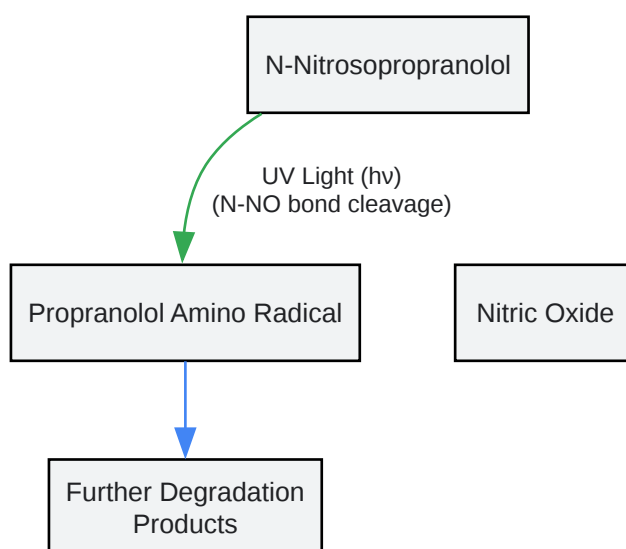 N-Nitrosopropranolol
UV Light (hν)
(N-NO bond cleavage)
Propranolol Amino Radical
Nitric Oxide
Further Degradation
Products